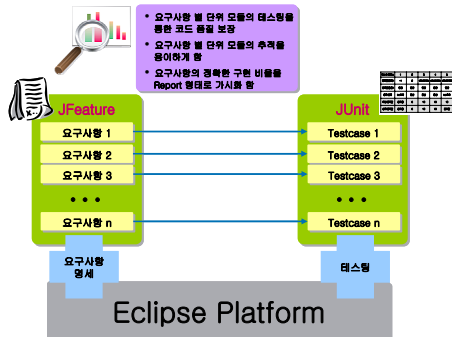 • 요구사항 별 단위 모듈의 테스팅을
통한 코드 품질 보장
• 요구사항 별 단위 모듈의 추적을
용이하게 함
• 요구사항의 정확한 구현 비율을
Report 형태로 가시화 함
JFeature
요구사항 1
요구사항 2
요구사항 3
• • •
요구사항 n
JUnit
Testcase 1
Testcase 2
Testcase 3
• • •
Testcase n
요구사항
명세
테스팅
Eclipse Platform